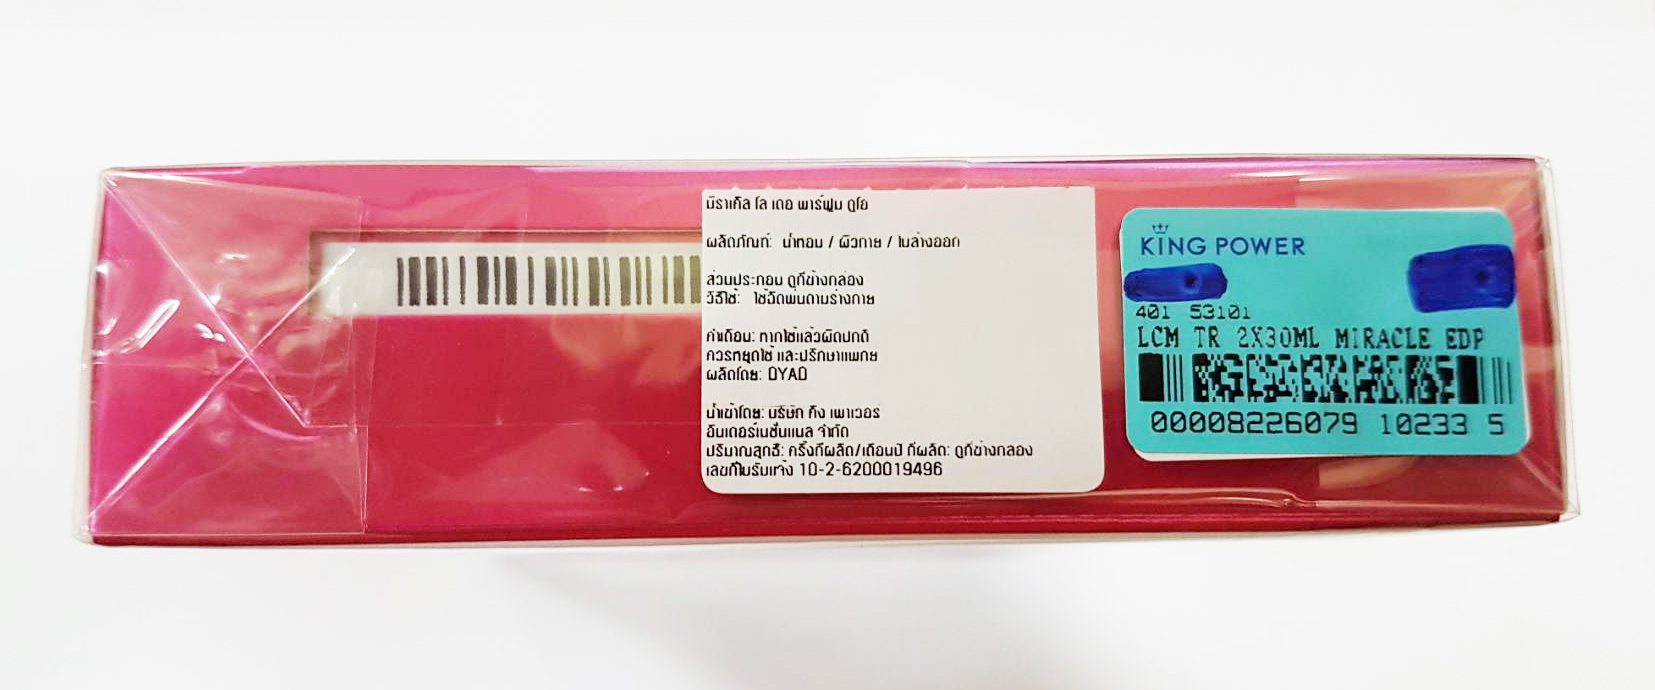 มิราเคิล โล เดอ พาร์ฟูม ดูโอ
ผลิตภัณฑ์: น้ำหอม / ผิวกาย / ไม่ล้างออก
ส่วนประกอบ ดูที่ข้างกล่อง
วิธีใช้: ใช้ฉีดพ่นตามร่างกาย
คำเตือน: หากใช้แล้วผิดปกติ
ควรหยุดใช้ และปรึกษาแพทย์
ผลิตโดย: DYAD
นำเข้าโดย: บริษัท คิง เพาเวอร์
อินเตอร์เนชั่นแนล จำกัด
ปริมาณสุทธิ: ครั้งที่ผลิต/เดือนปี ที่ผลิต: ดูที่ข้างกล่อง
เลขที่ใบรับแจ้ง 10-2-6200019496
KING POWER
401 53101
LCM TR 2X30ML MIRACLE EDP
00008226079 10233 5